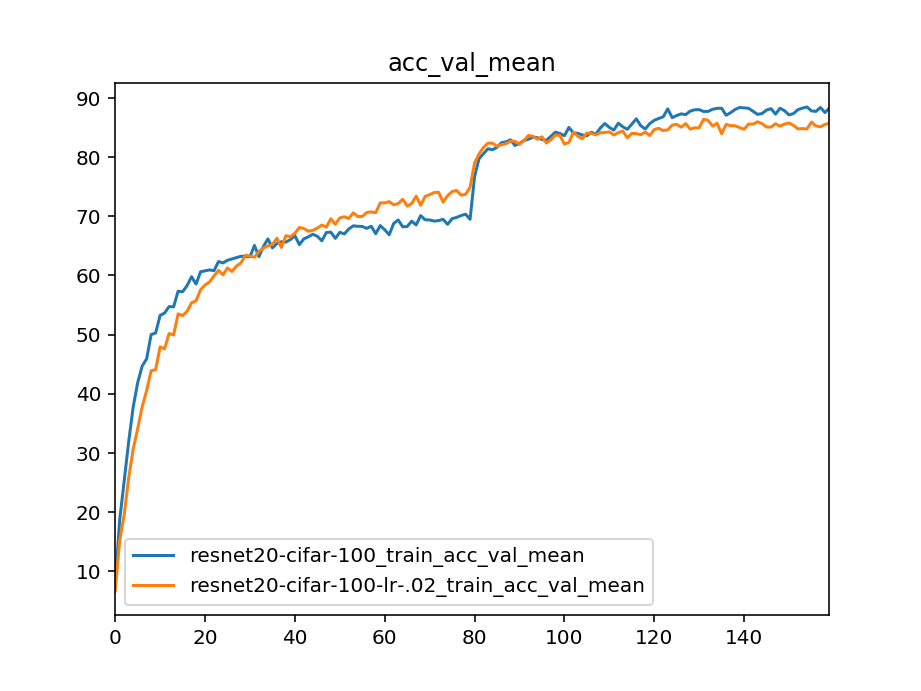 acc_val_mean
90
80
70
60
50
40
30
20
10
resnet20-cifar-100_train_acc_val_mean
resnet20-cifar-100-lr-.02_train_acc_val_mean
0 20 40 60 80 100 120 140